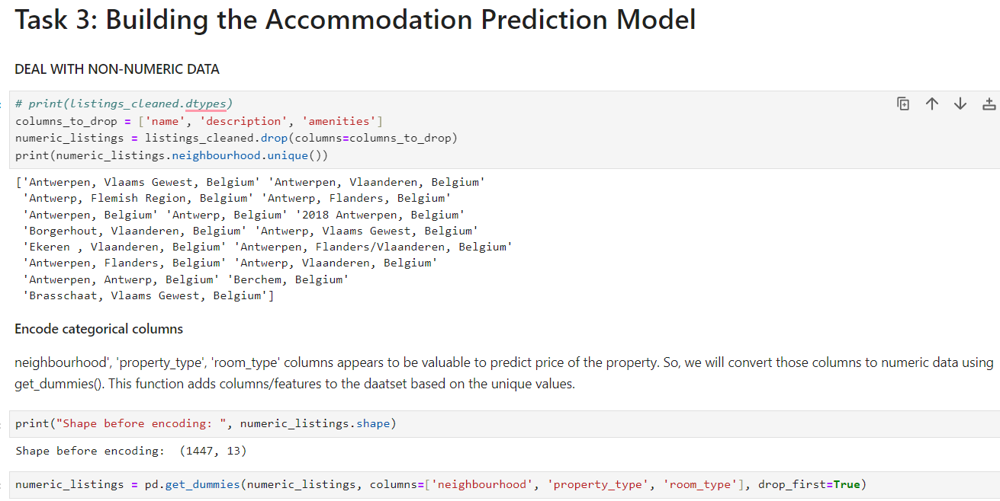 Task 3: Building the Accommodation Prediction Model
DEAL WITH NON-NUMERIC DATA
# print(listings_cleaned.dtypes)
columns_to_drop = ['name', 'description', 'amenities']
numeric_listings = listings_cleaned.drop(columns=columns_to_drop)
print(numeric_listings.neighbourhood.unique())
['Antwerpen, Vlaams Gewest, Belgium' 'Antwerpen, Vlaanderen, Belgium'
'Antwerp, Flemish Region, Belgium' 'Antwerp, Flanders, Belgium'
'Antwerpen, Belgium' 'Antwerp, Belgium' '2018 Antwerpen, Belgium'
'Borgerhout, Vlaanderen, Belgium' 'Antwerp, Vlaams Gewest, Belgium'
'Ekeren , Vlaanderen, Belgium' 'Antwerpen, Flanders/Vlaanderen, Belgium'
'Antwerpen, Flanders, Belgium' 'Antwerp, Vlaanderen, Belgium'
'Antwerpen, Antwerp, Belgium' 'Berchem, Belgium'
'Brasschaat, Vlaams Gewest, Belgium']
Encode categorical columns
neighbourhood', 'property_type', 'room_type' columns appears to be valuable to predict price of the property. So, we will convert those columns to numeric data using
get_dummies(). This function adds columns/features to the daatset based on the unique values.
print("Shape before encoding: ", numeric_listings.shape)
Shape before encoding:  (1447, 13)
numeric_listings = pd.get_dummies(numeric_listings, columns=['neighbourhood', 'property_type', 'room_type'], drop_first=True)